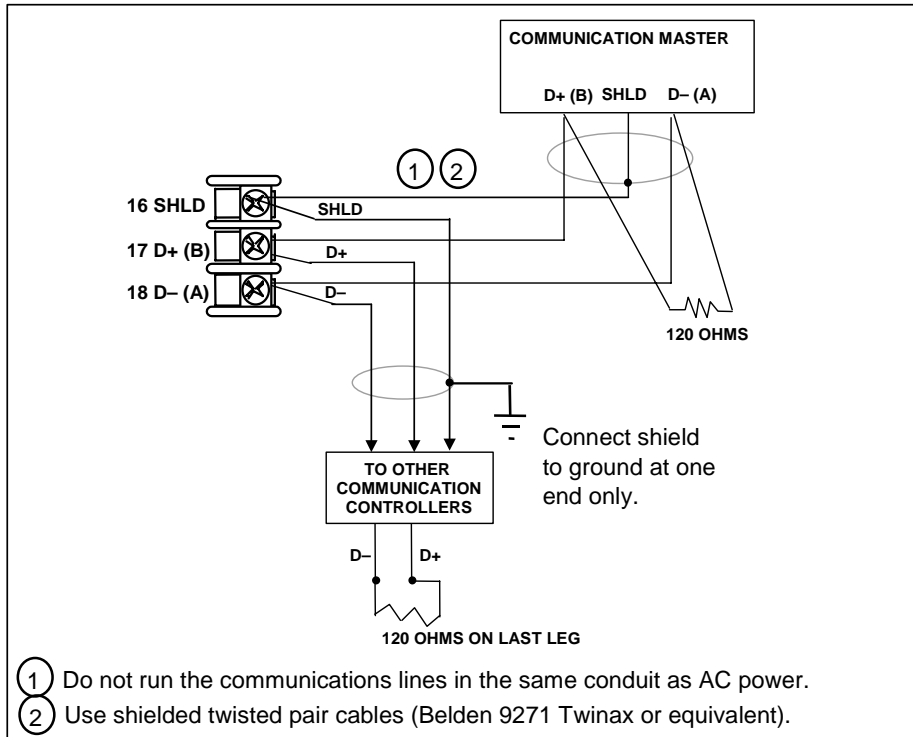 COMMUNICATION MASTER
D+ (B) SHLD D– (A)
1 2
16 SHLD
SHLD
17 D+ (B)
D+
18 D– (A)
D–
120 OHMS
Connect shield
to ground at one
end only.
TO OTHER
COMMUNICATION
CONTROLLERS
D– D+
120 OHMS ON LAST LEG
1 Do not run the communications lines in the same conduit as AC power.
2 Use shielded twisted pair cables (Belden 9271 Twinax or equivalent).